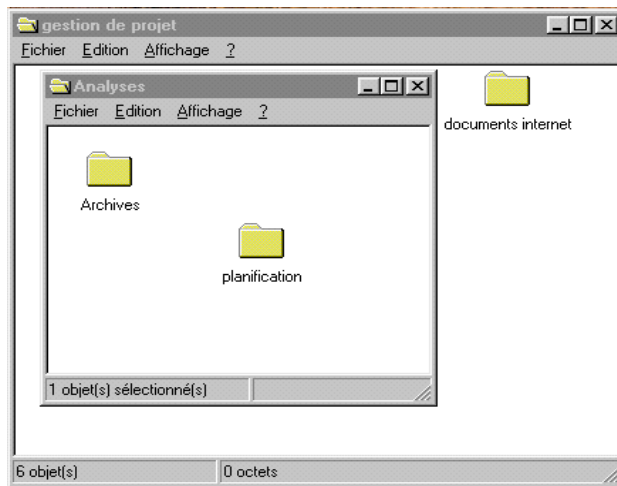 gestion de projet
Fichier Edition Affichage ?
Analyses
Fichier Edition Affichage ?
documents internet
Archives
planification
1 objet(s) sélectionné(s)
6 objet(s) 0 octets